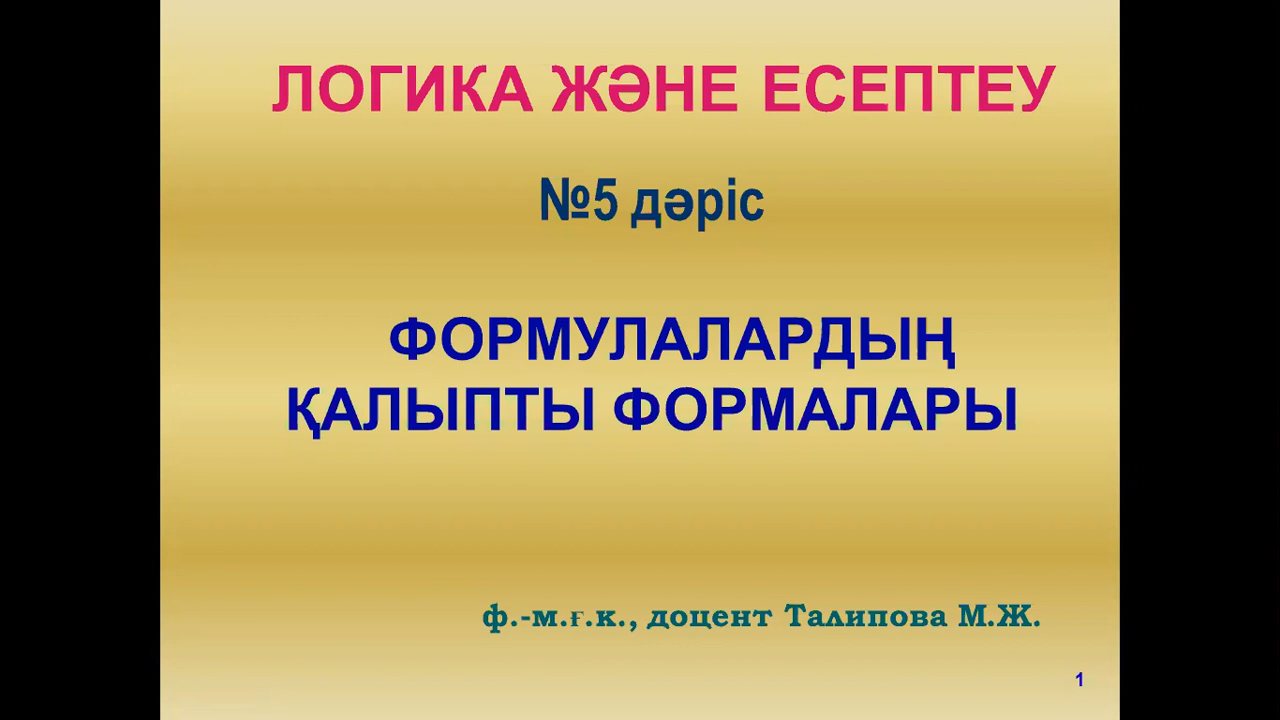 ЛОГИКА ЖӘНЕ ЕСЕПТЕУ
№5 дәріс
ФОРМУЛАЛАРДЫҢ
ҚАЛЫПТЫ ФОРМАЛАРЫ
ф.-м.ғ.к., доцент Талипова М.Ж.
1